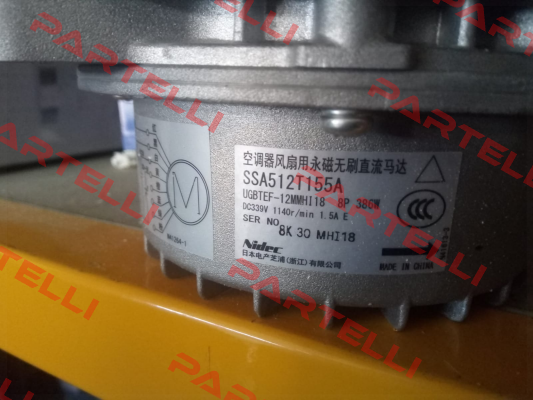 PARTELLI
PARTELLI
PARTELLI
PARTELLI
PARTELLI
PARTELLI
空调器风扇用永磁无刷直流马达
SSA512T155A
UGBTEF-12MMHI18 8P 386W
DC339V 1140r/min 1.5A E
SER NO
8K 30 MHI18
Nidec
日本电产芝浦(浙江)有限公司
CCC
MADE IN CHINA
M